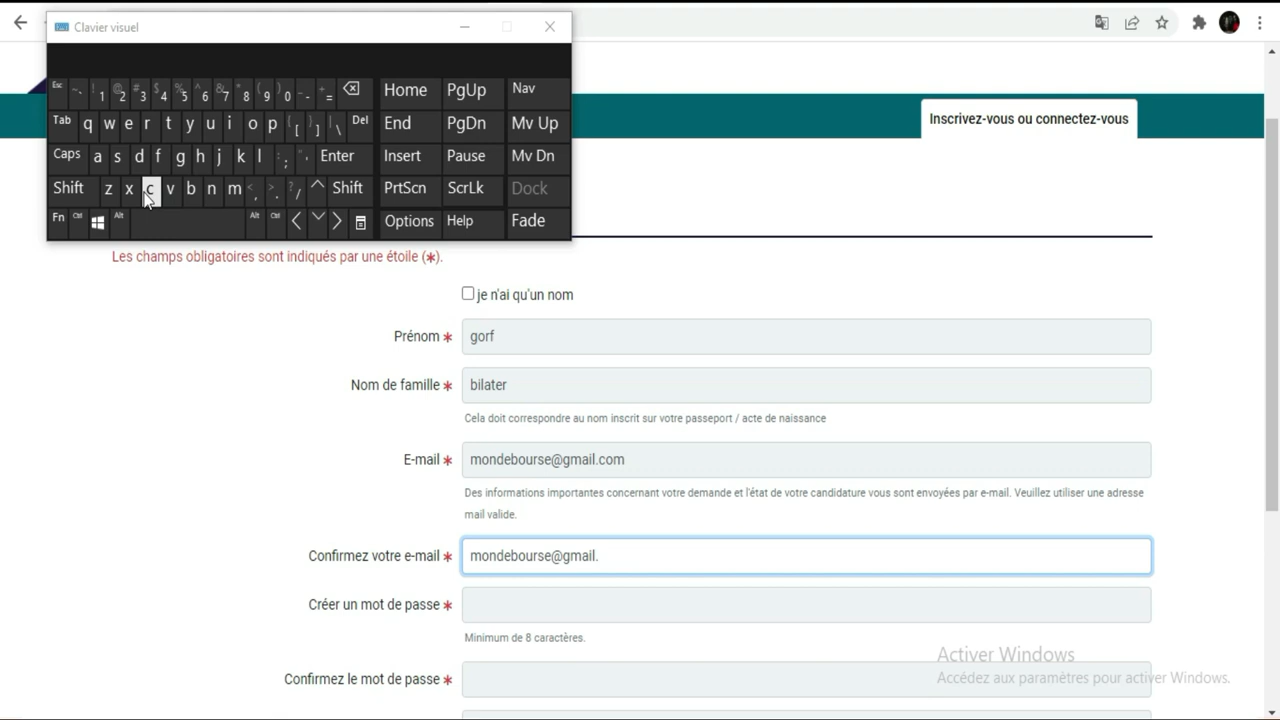 Clavier visuel
Esc ~ ` ! 1 @ 2 # 3 $ 4 % 5 ^ 6 & 7 * 8 ( 9 ) 0 _ - + = Home PgUp Nav
Tab q w e r t y u i o p { [ } ] | \ Del End PgDn Mv Up
Caps a s d f g h j k l : ; " ' Enter Insert Pause Mv Dn
Shift z x c v b n m < , > . ? / Shift PrtScn ScrLk Dock
Fn Ctrl Alt Alt Ctrl Options Help Fade
Inscrivez-vous ou connectez-vous
Les champs obligatoires sont indiqués par une étoile (∗).
je n'ai qu'un nom
Prénom ∗ gorf
Nom de famille ∗ bilater
Cela doit correspondre au nom inscrit sur votre passeport / acte de naissance
E-mail ∗ mondebourse@gmail.com
Des informations importantes concernant votre demande et l'état de votre candidature vous sont envoyées par e-mail. Veuillez utiliser une adresse
mail valide.
Confirmez votre e-mail ∗ mondebourse@gmail.
Créer un mot de passe ∗
Minimum de 8 caractères.
Confirmez le mot de passe ∗
Activer Windows
Accédez aux paramètres pour activer Windows.